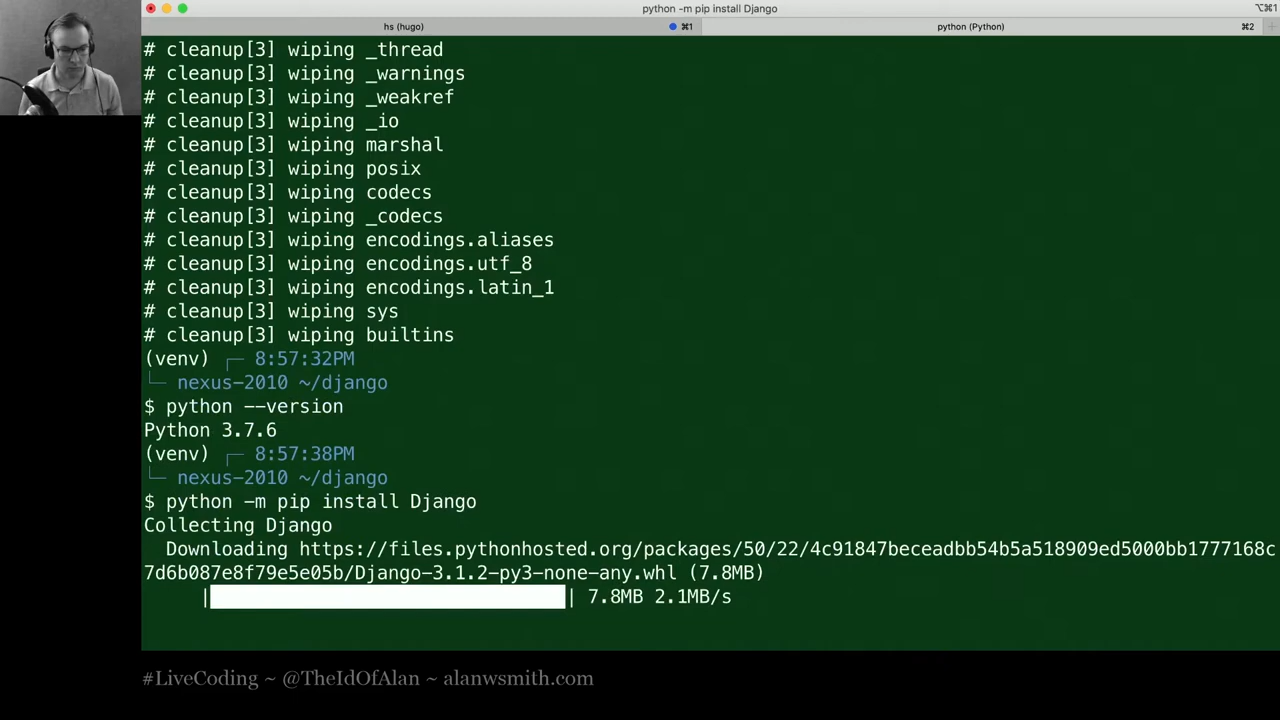 python -m pip install Django
⌥⌘1
hs (hugo)
⌘1
python (Python)
⌘2
# cleanup[3] wiping _thread
# cleanup[3] wiping _warnings
# cleanup[3] wiping _weakref
# cleanup[3] wiping _io
# cleanup[3] wiping marshal
# cleanup[3] wiping posix
# cleanup[3] wiping codecs
# cleanup[3] wiping _codecs
# cleanup[3] wiping encodings.aliases
# cleanup[3] wiping encodings.utf_8
# cleanup[3] wiping encodings.latin_1
# cleanup[3] wiping sys
# cleanup[3] wiping builtins
(venv) ┌─ 8:57:32PM
└─ nexus-2010 ~/django
$ python --version
Python 3.7.6
(venv) ┌─ 8:57:38PM
└─ nexus-2010 ~/django
$ python -m pip install Django
Collecting Django
Downloading https://files.pythonhosted.org/packages/50/22/4c91847beceadbb54b5a518909ed5000bb1777168c
7d6b087e8f79e5e05b/Django-3.1.2-py3-none-any.whl (7.8MB)
| | 7.8MB 2.1MB/s
#LiveCoding ~ @TheIdOfAlan ~ alanwsmith.com